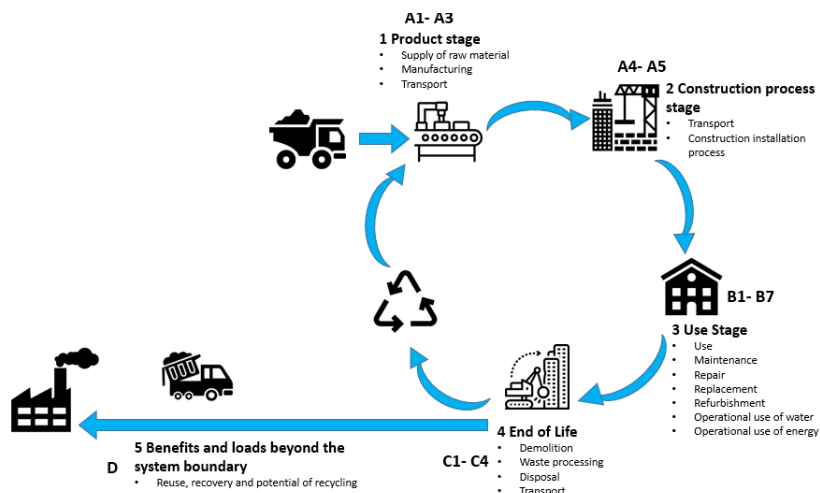 A1- A3
1 Product stage
• Supply of raw material
• Manufacturing
• Transport
A4- A5
2 Construction process
stage
• Transport
• Construction installation
process
B1- B7
3 Use Stage
• Use
• Maintenance
• Repair
• Replacement
• Refurbishment
• Operational use of water
• Operational use of energy
4 End of Life
C1- C4
• Demolition
• Waste processing
• Disposal
• Transport
5 Benefits and loads beyond the
system boundary
D
• Reuse, recovery and potential of recycling